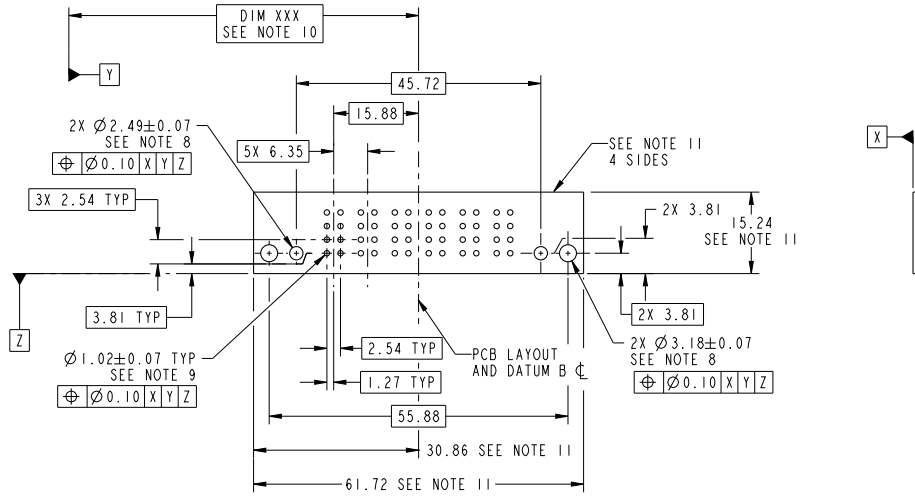 DIM XXX
SEE NOTE 10
Y
45.72
15.88
2X Ø2.49±0.07
SEE NOTE 8
⌖ Ø0.10 X Y Z
5X 6.35
SEE NOTE 11
4 SIDES
X
3X 2.54 TYP
2X 3.81
15.24
SEE NOTE 11
Z
3.81 TYP
2X 3.81
Ø1.02±0.07 TYP
SEE NOTE 9
⌖ Ø0.10 X Y Z
2.54 TYP
1.27 TYP
PCB LAYOUT
AND DATUM B ℄
2X Ø3.18±0.07
SEE NOTE 8
⌖ Ø0.10 X Y Z
55.88
30.86 SEE NOTE 11
61.72 SEE NOTE 11